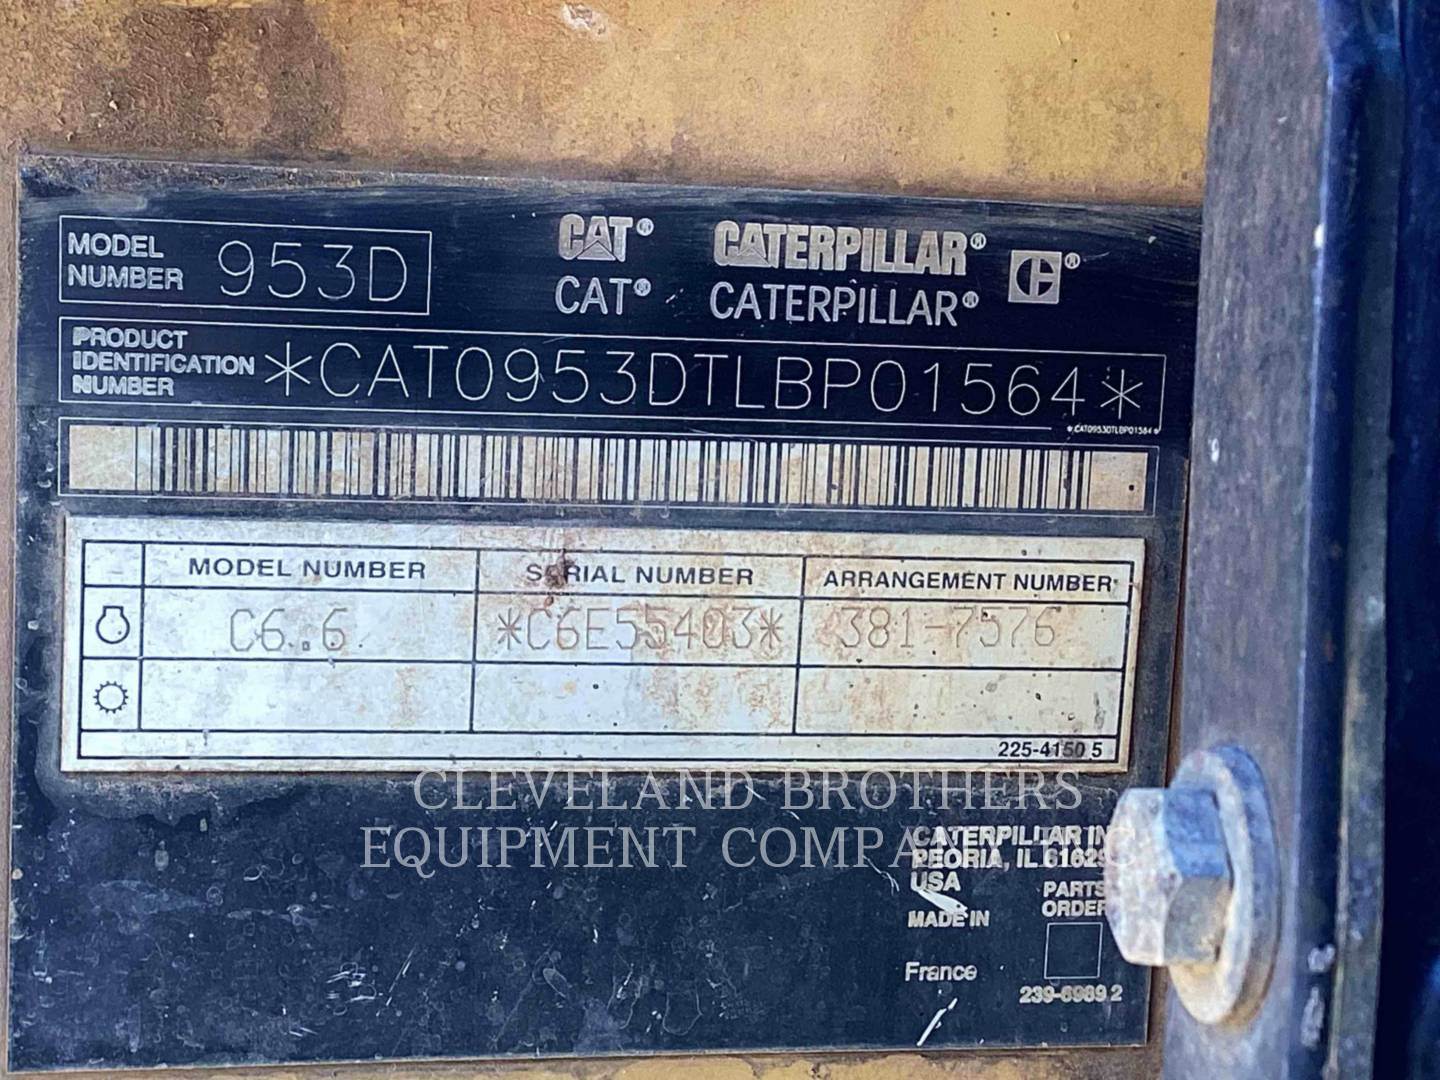 MODEL NUMBER 953D
CAT® CATERPILLAR® ®
CAT® CATERPILLAR®
PRODUCT IDENTIFICATION NUMBER *CAT0953DTLBP01564*
*CAT0953DTLBP01564*
MODEL NUMBER SERIAL NUMBER ARRANGEMENT NUMBER
C6.6 *C6E55403* 381-7576
225-4150 5
CLEVELAND BROTHERS
EQUIPMENT COMPANY, INC.
CATERPILLAR IN
PEORIA, IL 61629
USA
PARTS
ORDER
MADE IN
France
239-6989 2